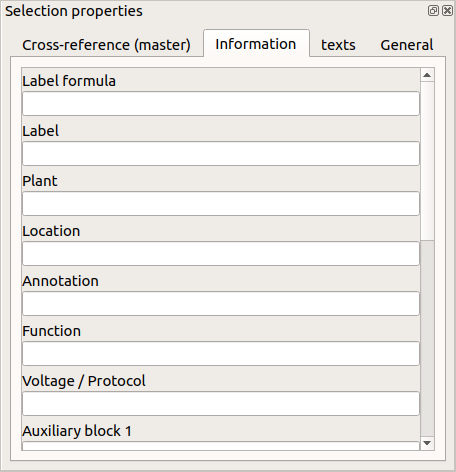 Selection properties
Cross-reference (master) Information texts General
Label formula
Label
Plant
Location
Annotation
Function
Voltage / Protocol
Auxiliary block 1